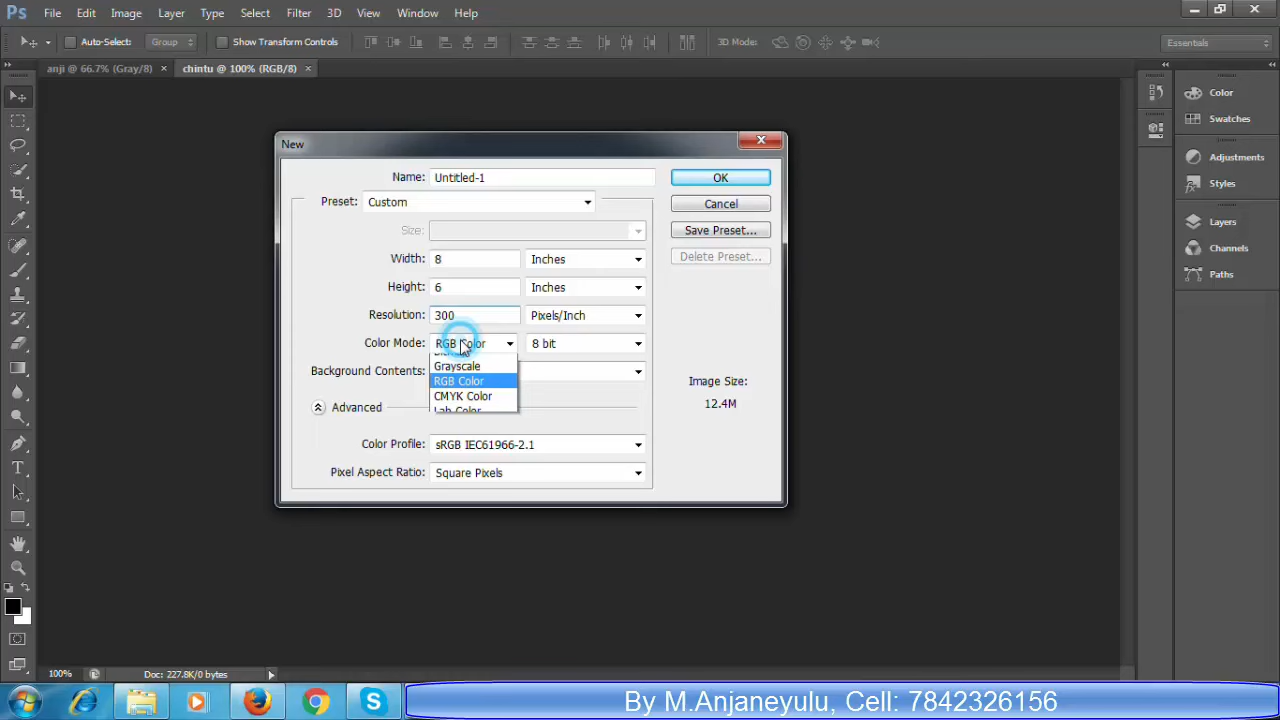 Ps File Edit Image Layer Type Select Filter 3D View Window Help
Auto-Select: Group Show Transform Controls 3D Mode: Essentials
anji @ 66.7% (Gray/8) × chintu @ 100% (RGB/8) ×
New
Name: Untitled-1 OK
Preset: Custom Cancel
Size: Save Preset...
Width: 8 Inches Delete Preset...
Height: 6 Inches
Resolution: 300 Pixels/Inch
Color Mode: RGB Color 8 bit
Grayscale
Background Contents:
RGB Color
CMYK Color
Lab Color
Advanced
Color Profile: sRGB IEC61966-2.1
Pixel Aspect Ratio: Square Pixels
Image Size:
12.4M
Color
Swatches
Adjustments
Styles
Layers
Channels
Paths
100% Doc: 227.8K/0 bytes
By M.Anjaneyulu, Cell: 7842326156